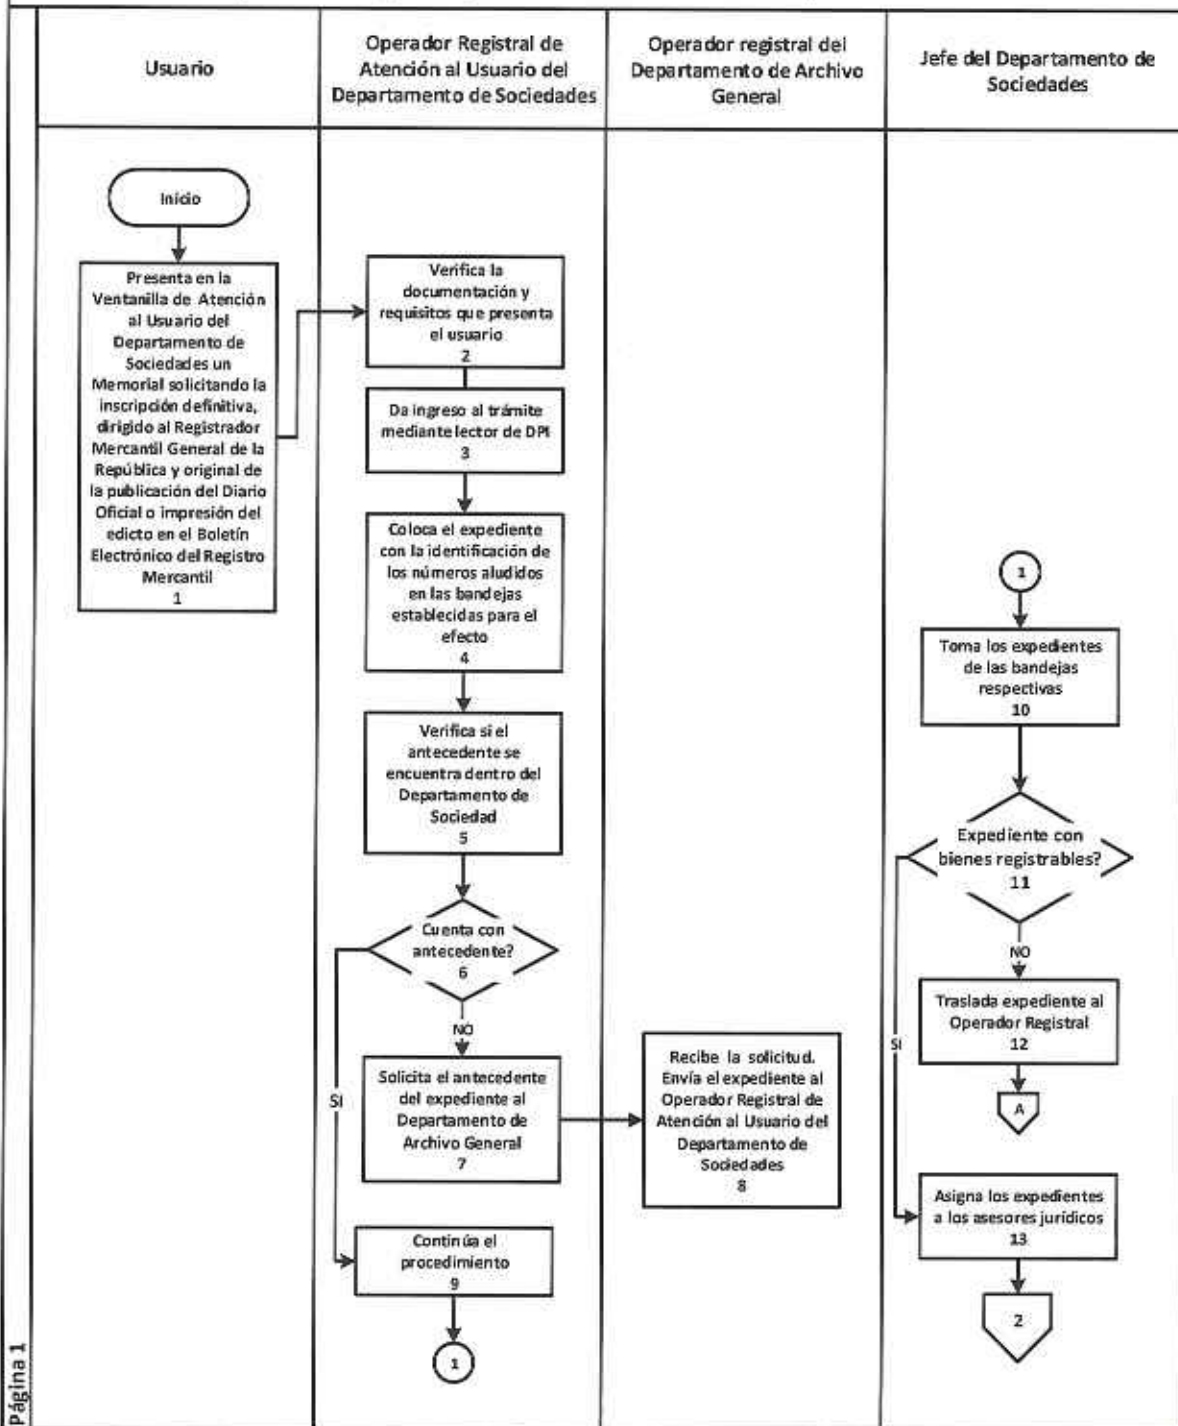 Usuario
Operador Registral de
Atención al Usuario del
Departamento de Sociedades
Operador registral del
Departamento de Archivo
General
Jefe del Departamento de
Sociedades
Inicio
Presenta en la
Ventanilla de Atención
al Usuario del
Departamento de
Sociedades un
Memorial solicitando la
inscripción definitiva,
dirigido al Registrador
Mercantil General de la
República y original de
la publicación del Diario
Oficial o impresión del
edicto en el Boletín
Electrónico del Registro
Mercantil
1
Verifica la
documentación y
requisitos que presenta
el usuario
2
Da ingreso al trámite
mediante lector de DPI
3
Coloca el expediente
con la identificación de
los números aludidos
en las bandejas
establecidas para el
efecto
4
Verifica si el
antecedente se
encuentra dentro del
Departamento de
Sociedad
5
Cuenta con
antecedente?
6
NO
SI
Solicita el antecedente
del expediente al
Departamento de
Archivo General
7
Continúa el
procedimiento
9
1
Recibe la solicitud.
Envía el expediente al
Operador Registral de
Atención al Usuario del
Departamento de
Sociedades
8
1
Toma los expedientes
de las bandejas
respectivas
10
Expediente con
bienes registrables?
11
NO
SI
Traslada expediente al
Operador Registral
12
A
Asigna los expedientes
a los asesores jurídicos
13
2
Página 1